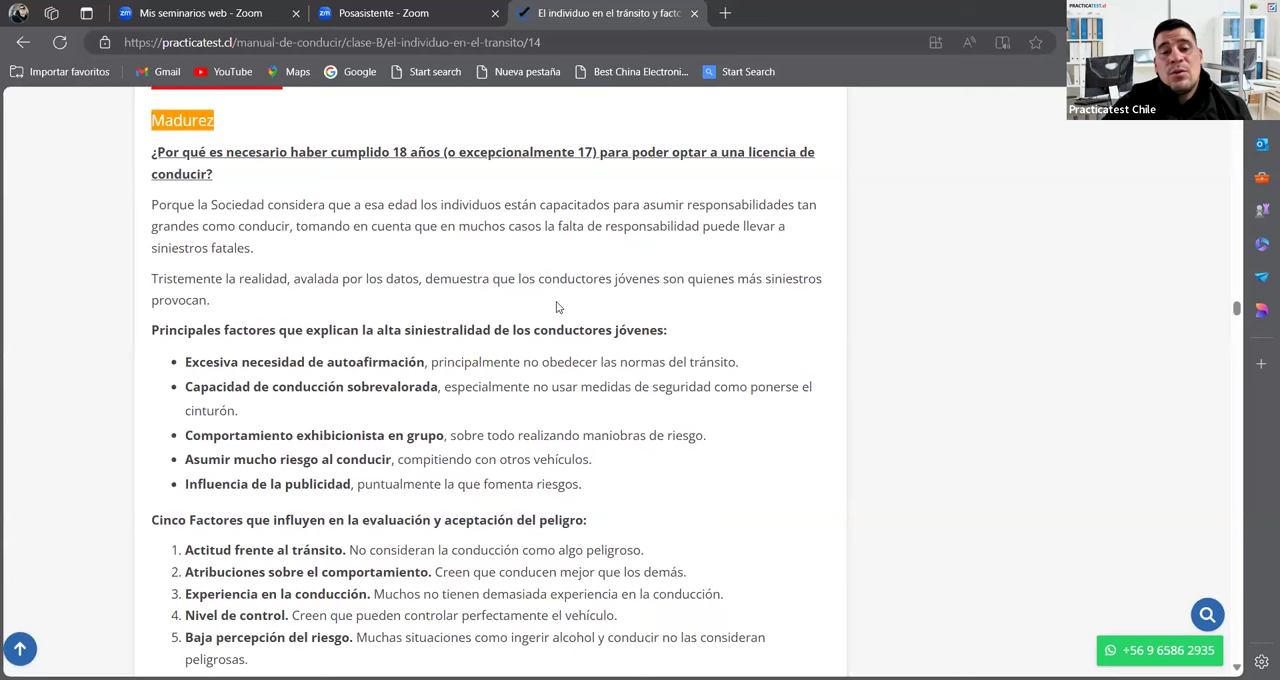 Mis seminarios web - Zoom
Posasistente - Zoom
El individuo en el tránsito y facto
https://practicatest.cl/manual-de-conducir/clase-B/el-individuo-en-el-transito/14
Importar favoritos
Gmail
YouTube
Maps
Google
Start search
Nueva pestaña
Best China Electroni...
Start Search
PRACTICATEST.cl
Practicatest Chile
Madurez
¿Por qué es necesario haber cumplido 18 años (o excepcionalmente 17) para poder optar a una licencia de
conducir?
Porque la Sociedad considera que a esa edad los individuos están capacitados para asumir responsabilidades tan
grandes como conducir, tomando en cuenta que en muchos casos la falta de responsabilidad puede llevar a
siniestros fatales.
Tristemente la realidad, avalada por los datos, demuestra que los conductores jóvenes son quienes más siniestros
provocan.
Principales factores que explican la alta siniestralidad de los conductores jóvenes:
• Excesiva necesidad de autoafirmación, principalmente no obedecer las normas del tránsito.
• Capacidad de conducción sobrevalorada, especialmente no usar medidas de seguridad como ponerse el
cinturón.
• Comportamiento exhibicionista en grupo, sobre todo realizando maniobras de riesgo.
• Asumir mucho riesgo al conducir, compitiendo con otros vehículos.
• Influencia de la publicidad, puntualmente la que fomenta riesgos.
Cinco Factores que influyen en la evaluación y aceptación del peligro:
1. Actitud frente al tránsito. No consideran la conducción como algo peligroso.
2. Atribuciones sobre el comportamiento. Creen que conducen mejor que los demás.
3. Experiencia en la conducción. Muchos no tienen demasiada experiencia en la conducción.
4. Nivel de control. Creen que pueden controlar perfectamente el vehículo.
5. Baja percepción del riesgo. Muchas situaciones como ingerir alcohol y conducir no las consideran
peligrosas.
+56 9 6586 2935